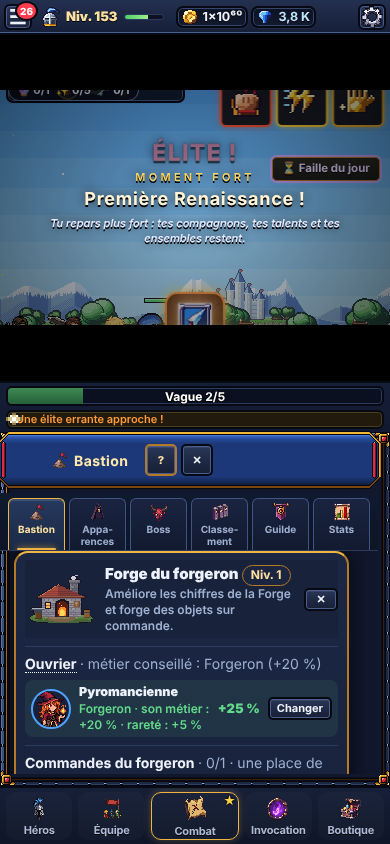 26
Niv. 153
1×10⁶⁰
3,8 K
0/1
0/5
0/1
ÉLITE !
MOMENT FORT
Faille du jour
Première Renaissance !
Tu repars plus fort : tes compagnons, tes talents et tes
ensembles restent.
Vague 2/5
Une élite errante approche !
Bastion
?
×
Bastion
Appa-
rences
Boss
Classe-
ment
Guilde
Stats
Forge du forgeron Niv. 1
Améliore les chiffres de la Forge
et forge des objets sur
commande.
×
Ouvrier · métier conseillé : Forgeron (+20 %)
Pyromancienne
Forgeron · son métier :
+20 % · rareté : +5 %
+25 %
Changer
Commandes du forgeron · 0/1 · une place de
Héros
Équipe
Combat
Invocation
Boutique